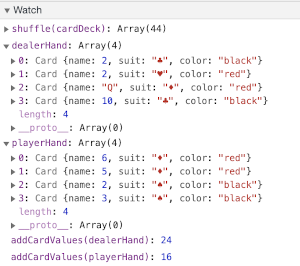 Watch
shuffle(cardDeck): Array(44)
dealerHand: Array(4)
0: Card {name: 2, suit: "♣", color: "black"}
1: Card {name: 2, suit: "♥", color: "red"}
2: Card {name: "Q", suit: "♦", color: "red"}
3: Card {name: 10, suit: "♣", color: "black"}
length: 4
__proto__: Array(0)
playerHand: Array(4)
0: Card {name: 6, suit: "♦", color: "red"}
1: Card {name: 5, suit: "♦", color: "red"}
2: Card {name: 2, suit: "♠", color: "black"}
3: Card {name: 3, suit: "♠", color: "black"}
length: 4
__proto__: Array(0)
addCardValues(dealerHand): 24
addCardValues(playerHand): 16